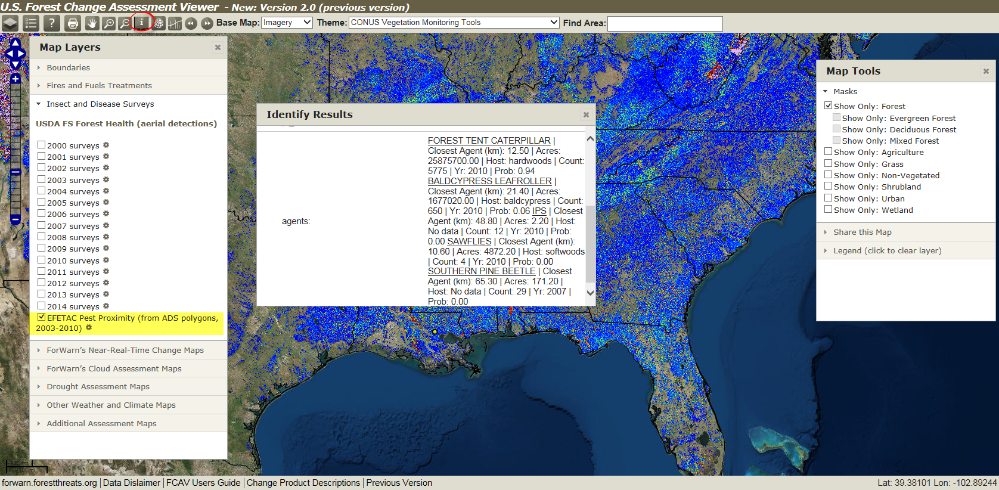 U.S. Forest Change Assessment Viewer - New: Version 2.0 (previous version)
? i Base Map: Imagery Theme: CONUS Vegetation Monitoring Tools Find Area:
Map Layers
Boundaries
Fires and Fuels Treatments
Insect and Disease Surveys
USDA FS Forest Health (aerial detections)
2000 surveys
2001 surveys
2002 surveys
2003 surveys
2004 surveys
2005 surveys
2006 surveys
2007 surveys
2008 surveys
2009 surveys
2010 surveys
2011 surveys
2012 surveys
2013 surveys
2014 surveys
EFETAC Pest Proximity (from ADS polygons,
2003-2010)
ForWarn's Near-Real-Time Change Maps
ForWarn's Cloud Assessment Maps
Drought Assessment Maps
Other Weather and Climate Maps
Additional Assessment Maps
Identify Results
agents:
FOREST TENT CATERPILLAR |
Closest Agent (km): 12.50 | Acres:
25875700.00 | Host: hardwoods | Count:
5775 | Yr: 2010 | Prob: 0.94
BALDCYPRESS LEAFROLLER |
Closest Agent (km): 21.40 | Acres:
1677020.00 | Host: baldcypress | Count:
650 | Yr: 2010 | Prob: 0.06 IPS | Closest
Agent (km): 48.80 | Acres: 2.20 | Host:
No data | Count: 12 | Yr: 2010 | Prob:
0.00 SAWFLIES | Closest Agent (km):
10.60 | Acres: 4872.20 | Host: softwoods
| Count: 4 | Yr: 2010 | Prob: 0.00
SOUTHERN PINE BEETLE | Closest
Agent (km): 65.30 | Acres: 171.20 |
Host: No data | Count: 29 | Yr: 2007 |
Prob: 0.00
Map Tools
Masks
Show Only: Forest
Show Only: Evergreen Forest
Show Only: Deciduous Forest
Show Only: Mixed Forest
Show Only: Agriculture
Show Only: Grass
Show Only: Non-Vegetated
Show Only: Shrubland
Show Only: Urban
Show Only: Wetland
Share this Map
Legend (click to clear layer)
forwarn.forestthreats.org | Data Dislaimer | FCAV Users Guide | Change Product Descriptions | Previous Version
Lat: 39.38101 Lon: -102.89244